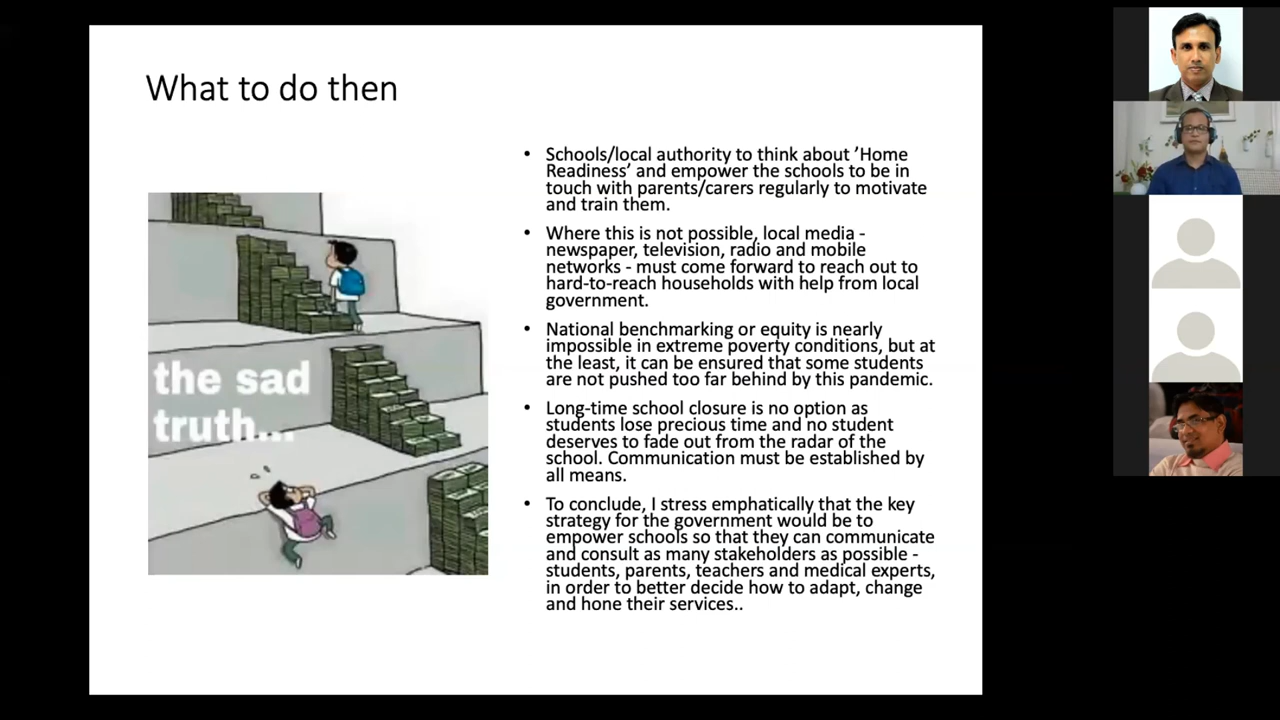 What to do then
the sad
truth...
• Schools/local authority to think about ’Home
Readiness’ and empower the schools to be in
touch with parents/carers regularly to motivate
and train them.
• Where this is not possible, local media -
newspaper, television, radio and mobile
networks - must come forward to reach out to
hard-to-reach households with help from local
government.
• National benchmarking or equity is nearly
impossible in extreme poverty conditions, but at
the least, it can be ensured that some students
are not pushed too far behind by this pandemic.
• Long-time school closure is no option as
students lose precious time and no student
deserves to fade out from the radar of the
school. Communication must be established by
all means.
• To conclude, I stress emphatically that the key
strategy for the government would be to
empower schools so that they can communicate
and consult as many stakeholders as possible -
students, parents, teachers and medical experts,
in order to better decide how to adapt, change
and hone their services..